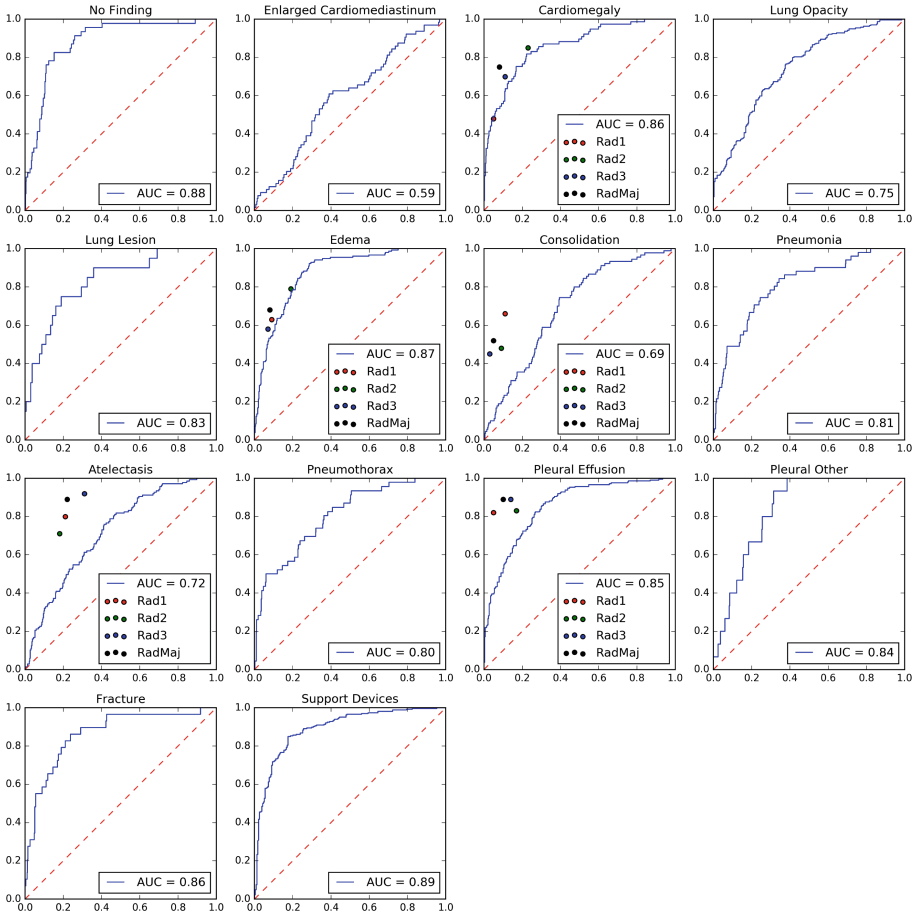 No Finding
1.0
0.8
0.6
0.4
0.2
0.0
0.0 0.2 0.4 0.6 0.8 1.0
AUC = 0.88
Enlarged Cardiomediastinum
1.0
0.8
0.6
0.4
0.2
0.0
0.0 0.2 0.4 0.6 0.8 1.0
AUC = 0.59
Cardiomegaly
1.0
0.8
0.6
0.4
0.2
0.0
0.0 0.2 0.4 0.6 0.8 1.0
AUC = 0.86
Rad1
Rad2
Rad3
RadMaj
Lung Opacity
1.0
0.8
0.6
0.4
0.2
0.0
0.0 0.2 0.4 0.6 0.8 1.0
AUC = 0.75
Lung Lesion
1.0
0.8
0.6
0.4
0.2
0.0
0.0 0.2 0.4 0.6 0.8 1.0
AUC = 0.83
Edema
1.0
0.8
0.6
0.4
0.2
0.0
0.0 0.2 0.4 0.6 0.8 1.0
AUC = 0.87
Rad1
Rad2
Rad3
RadMaj
Consolidation
1.0
0.8
0.6
0.4
0.2
0.0
0.0 0.2 0.4 0.6 0.8 1.0
AUC = 0.69
Rad1
Rad2
Rad3
RadMaj
Pneumonia
1.0
0.8
0.6
0.4
0.2
0.0
0.0 0.2 0.4 0.6 0.8 1.0
AUC = 0.81
Atelectasis
1.0
0.8
0.6
0.4
0.2
0.0
0.0 0.2 0.4 0.6 0.8 1.0
AUC = 0.72
Rad1
Rad2
Rad3
RadMaj
Pneumothorax
1.0
0.8
0.6
0.4
0.2
0.0
0.0 0.2 0.4 0.6 0.8 1.0
AUC = 0.80
Pleural Effusion
1.0
0.8
0.6
0.4
0.2
0.0
0.0 0.2 0.4 0.6 0.8 1.0
AUC = 0.85
Rad1
Rad2
Rad3
RadMaj
Pleural Other
1.0
0.8
0.6
0.4
0.2
0.0
0.0 0.2 0.4 0.6 0.8 1.0
AUC = 0.84
Fracture
1.0
0.8
0.6
0.4
0.2
0.0
0.0 0.2 0.4 0.6 0.8 1.0
AUC = 0.86
Support Devices
1.0
0.8
0.6
0.4
0.2
0.0
0.0 0.2 0.4 0.6 0.8 1.0
AUC = 0.89